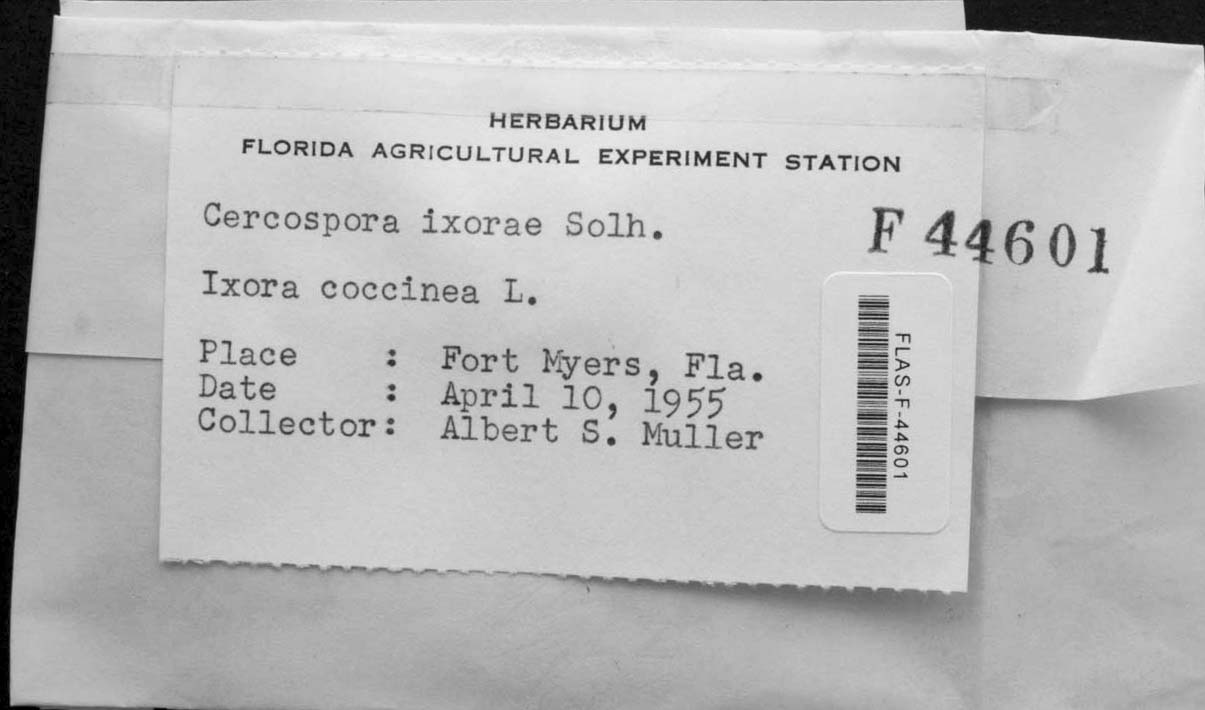 HERBARIUM
FLORIDA AGRICULTURAL EXPERIMENT STATION
Cercospora ixorae Solh.
F 44601
Ixora coccinea L.
Place : Fort Myers, Fla.
Date : April 10, 1955
Collector: Albert S. Muller
FLAS-F-44601